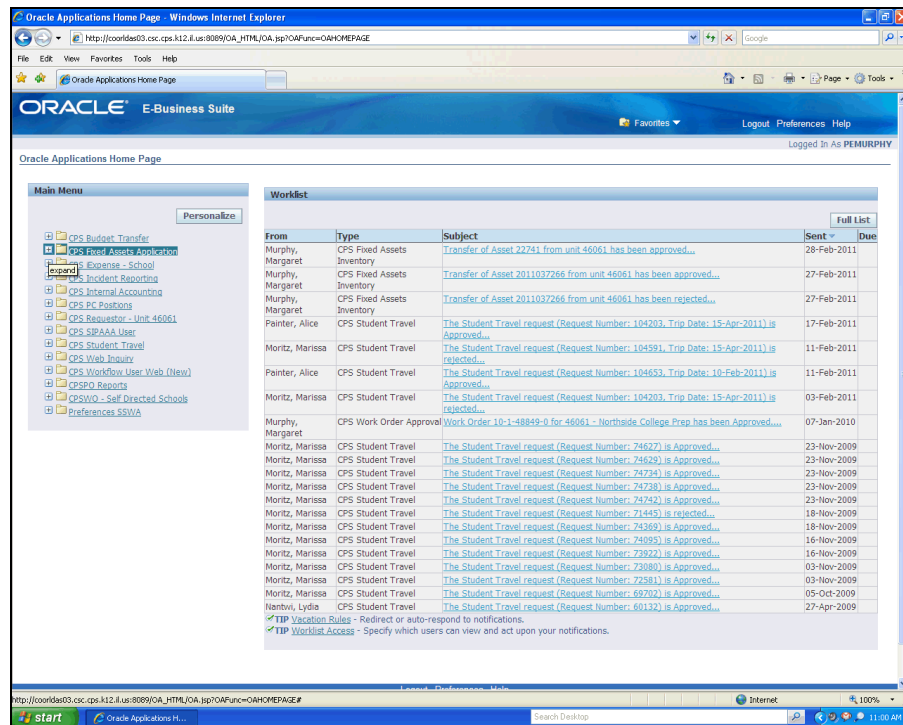 Oracle Applications Home Page - Windows Internet Explorer
http://coorldas03.csc.cps.k12.il.us:8089/OA_HTML/OA.jsp?OAFunc=OAHOMEPAGE
Google
File Edit View Favorites Tools Help
Oracle Applications Home Page
Page Tools
ORACLE® E-Business Suite
Favorites
Logout Preferences Help
Logged In As PEMURPHY
Oracle Applications Home Page
Main Menu
Personalize
CPS Budget Transfer
CPS Fixed Assets Application
CPS iExpense - School
expand
CPS Incident Reporting
CPS Internal Accounting
CPS PC Positions
CPS Requestor - Unit 46061
CPS SIPAAA User
CPS Student Travel
CPS Web Inquiry
CPS Workflow User Web (New)
CPSPO Reports
CPSWO - Self Directed Schools
Preferences SSWA
Worklist
Full List
From Type Subject Sent Due
Murphy, Margaret CPS Fixed Assets Inventory Transfer of Asset 22741 from unit 46061 has been approved... 28-Feb-2011
Murphy, Margaret CPS Fixed Assets Inventory Transfer of Asset 2011037266 from unit 46061 has been approved... 27-Feb-2011
Murphy, Margaret CPS Fixed Assets Inventory Transfer of Asset 2011037266 from unit 46061 has been rejected... 27-Feb-2011
Painter, Alice CPS Student Travel The Student Travel request (Request Number: 104203, Trip Date: 15-Apr-2011) is Approved... 17-Feb-2011
Moritz, Marissa CPS Student Travel The Student Travel request (Request Number: 104591, Trip Date: 15-Apr-2011) is rejected... 11-Feb-2011
Painter, Alice CPS Student Travel The Student Travel request (Request Number: 104653, Trip Date: 10-Feb-2011) is Approved... 11-Feb-2011
Moritz, Marissa CPS Student Travel The Student Travel request (Request Number: 104203, Trip Date: 15-Apr-2011) is rejected... 03-Feb-2011
Murphy, Margaret CPS Work Order Approval Work Order 10-1-48849-0 for 46061 - Northside College Prep has been Approved.... 07-Jan-2010
Moritz, Marissa CPS Student Travel The Student Travel request (Request Number: 74627) is Approved... 23-Nov-2009
Moritz, Marissa CPS Student Travel The Student Travel request (Request Number: 74629) is Approved... 23-Nov-2009
Moritz, Marissa CPS Student Travel The Student Travel request (Request Number: 74734) is Approved... 23-Nov-2009
Moritz, Marissa CPS Student Travel The Student Travel request (Request Number: 74738) is Approved... 23-Nov-2009
Moritz, Marissa CPS Student Travel The Student Travel request (Request Number: 74742) is Approved... 23-Nov-2009
Moritz, Marissa CPS Student Travel The Student Travel request (Request Number: 71445) is rejected... 18-Nov-2009
Moritz, Marissa CPS Student Travel The Student Travel request (Request Number: 74369) is Approved... 18-Nov-2009
Moritz, Marissa CPS Student Travel The Student Travel request (Request Number: 74095) is Approved... 16-Nov-2009
Moritz, Marissa CPS Student Travel The Student Travel request (Request Number: 73922) is Approved... 16-Nov-2009
Moritz, Marissa CPS Student Travel The Student Travel request (Request Number: 73080) is Approved... 03-Nov-2009
Moritz, Marissa CPS Student Travel The Student Travel request (Request Number: 72581) is Approved... 03-Nov-2009
Moritz, Marissa CPS Student Travel The Student Travel request (Request Number: 69702) is Approved... 05-Oct-2009
Nantwi, Lydia CPS Student Travel The Student Travel request (Request Number: 60132) is Approved... 27-Apr-2009
TIP Vacation Rules - Redirect or auto-respond to notifications.
TIP Worklist Access - Specify which users can view and act upon your notifications.
Logout Preferences Help
http://coorldas03.csc.cps.k12.il.us:8089/OA_HTML/OA.jsp?OAFunc=OAHOMEPAGE#
Internet 100%
start Oracle Applications H... Search Desktop 11:00 AM